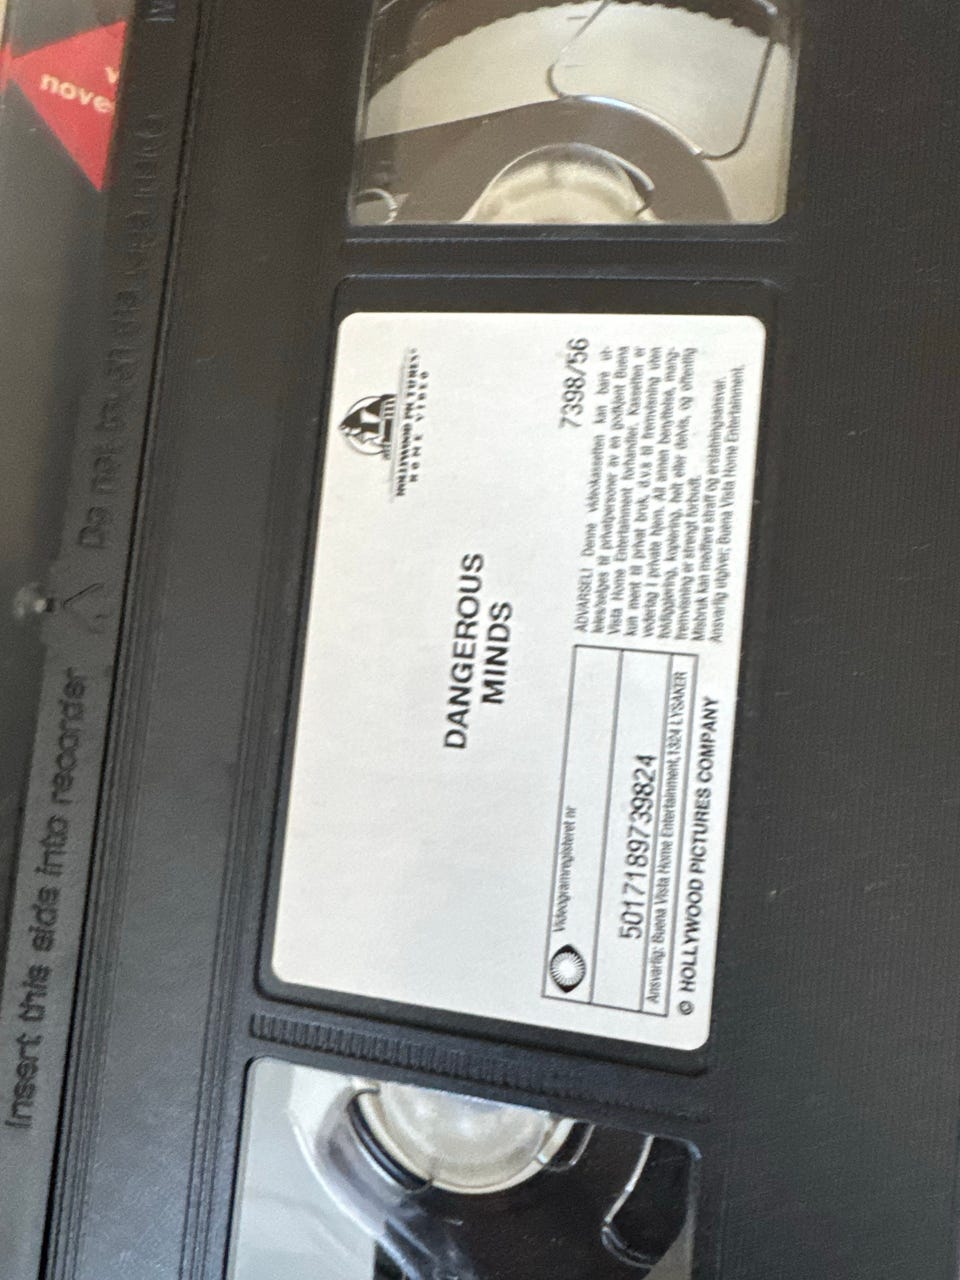 Insert this side into recorder
Do not touch the tape inside
nove
HOLLYWOOD PICTURES
HOME VIDEO
DANGEROUS
MINDS
7398/56
ADVARSEL! Denne videokassetten kan bare ut-
leies/selges til privatpersoner av en godkjent Buena
Vista Home Entertainment forhandler. Kassetten er
kun ment til privat bruk, d.v.s til fremvisning uten
vederlag i private hjem. All annen benyttelse, mang-
foldiggjøring, kopiering, helt eller delvis, og offentlig
fremvisning er strengt forbudt.
Misbruk kan medføre straff og erstatningsansvar.
Ansvarlig utgiver; Buena Vista Home Entertainment,
Videogramregisteret nr
5017189739824
Ansvarlig: Buena Vista Home Entertainment, 1324 LYSAKER
© HOLLYWOOD PICTURES COMPANY